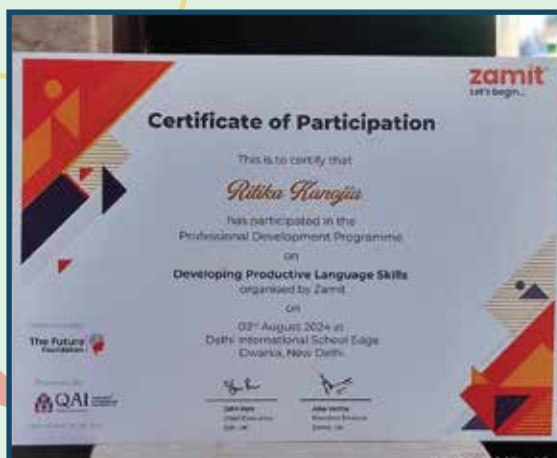 zamit
Let's begin...
Certificate of Participation
This is to certify that
Ritika Kanojia
has participated in the
Professional Development Programme
on
Developing Productive Language Skills
organised by Zamit
on
03rd August 2024 at
Delhi International School Edge
Dwarka, New Delhi.
The Future
Foundation
QAI